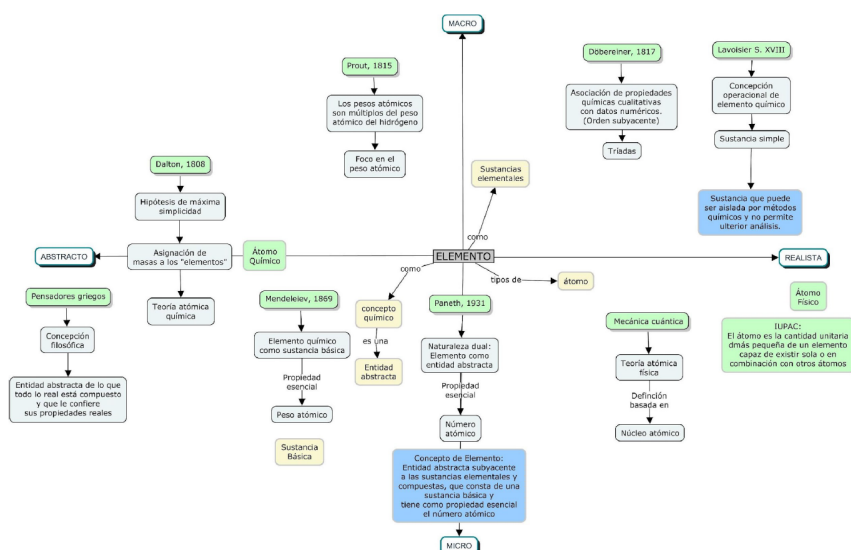 MACRO
Prout, 1815
Los pesos atómicos
son múltiplos del peso
atómico del hidrógeno
Foco en el
peso atómico
Döbereiner, 1817
Asociación de propiedades
químicas cualitativas
con datos numéricos.
(Orden subyacente)
Tríadas
Lavoisier S. XVIII
Concepción
operacional de
elemento químico
Sustancia simple
Sustancia que puede
ser aislada por métodos
químicos y no permite
ulterior análisis.
Dalton, 1808
Hipótesis de máxima
simplicidad
Asignación de
masas a los "elementos"
Teoría atómica
química
Sustancias
elementales
como
ABSTRACTO
Átomo
Químico
ELEMENTO
REALISTA
como
tipos de
átomo
Pensadores griegos
Concepción
filosófica
Entidad abstracta de lo que
todo lo real está compuesto
y que le confiere
sus propiedades reales
Mendeleiev, 1869
Elemento químico
como sustancia básica
Propiedad
esencial
Peso atómico
Sustancia
Básica
concepto
químico
es una
Entidad
abstracta
Paneth, 1931
Naturaleza dual:
Elemento como
entidad abstracta
Propiedad
esencial
Número
atómico
Concepto de Elemento:
Entidad abstracta subyacente
a las sustancias elementales y
compuestas, que consta de una
sustancia básica y
tiene como propiedad esencial
el número atómico
MICRO
Mecánica cuántica
Teoría atómica
física
Definción
basada en
Núcleo atómico
Átomo
Físico
IUPAC:
El átomo es la cantidad unitaria
dmás pequeña de un elemento
capaz de existir sola o en
combinación con otros átomos